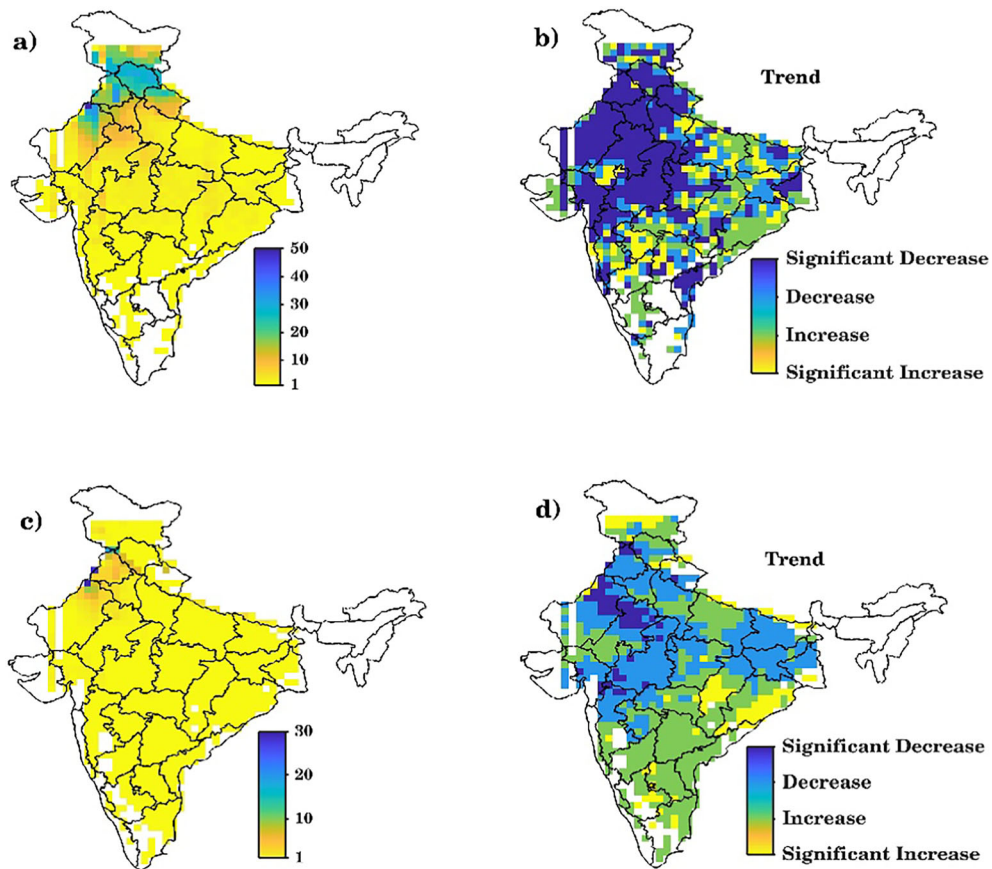 a)
50
40
30
20
10
1
b)
Trend
Significant Decrease
Decrease
Increase
Significant Increase
c)
30
20
10
1
d)
Trend
Significant Decrease
Decrease
Increase
Significant Increase